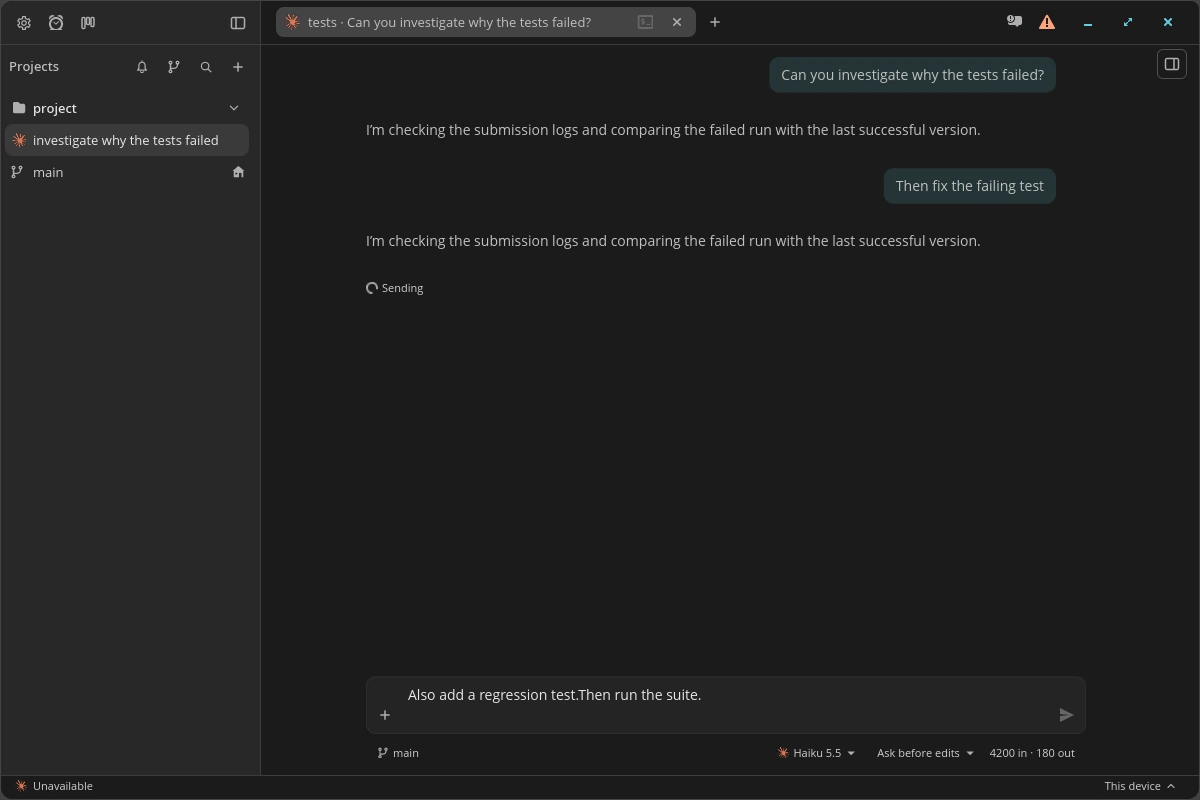 tests · Can you investigate why the tests failed?
Projects
project
investigate why the tests failed
main
Can you investigate why the tests failed?
I'm checking the submission logs and comparing the failed run with the last successful version.
Then fix the failing test
I'm checking the submission logs and comparing the failed run with the last successful version.
Sending
Also add a regression test.Then run the suite.
main
Haiku 5.5
Ask before edits
4200 in · 180 out
Unavailable
This device